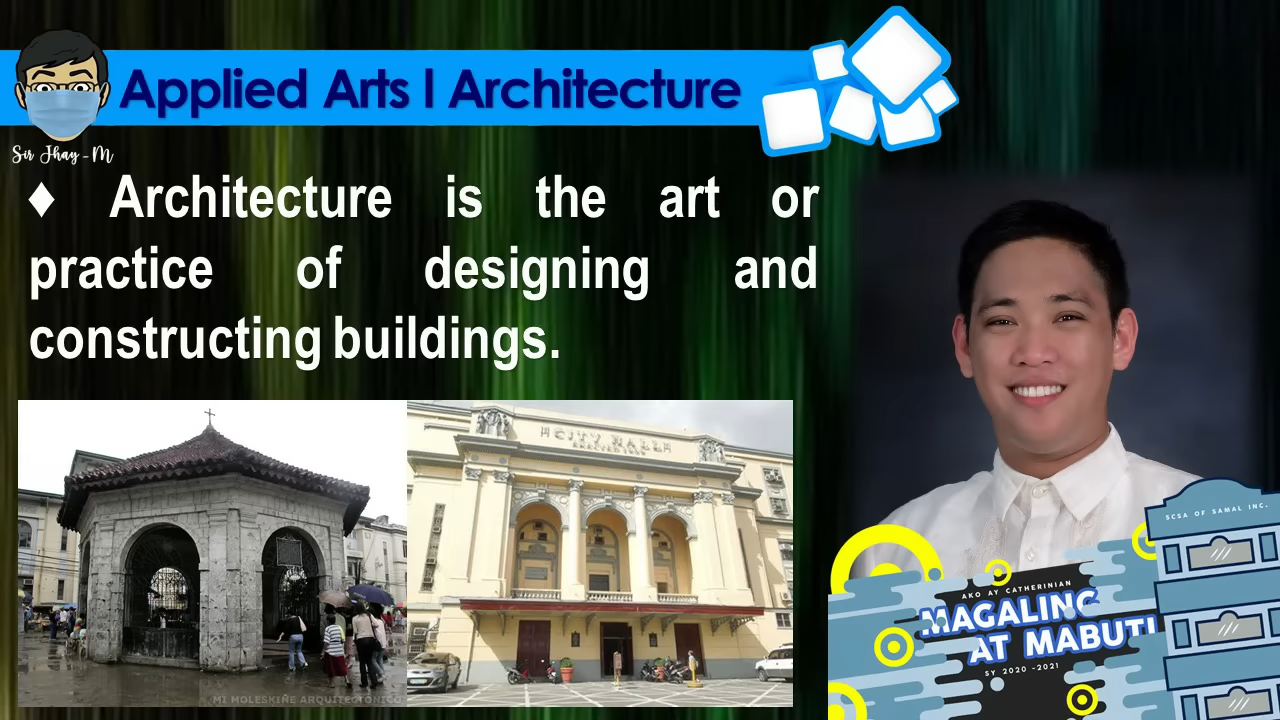 Applied Arts l Architecture
Sir Jhay-M
♦ Architecture is the art or
practice of designing and
constructing buildings.
CITY HALL
MI MOLESKINE ARQUITECTÓNICO
SCSA OF SAMAL INC.
AKO AY CATHERINIAN
MAGALING
AT MABUTI
SY 2020 -2021